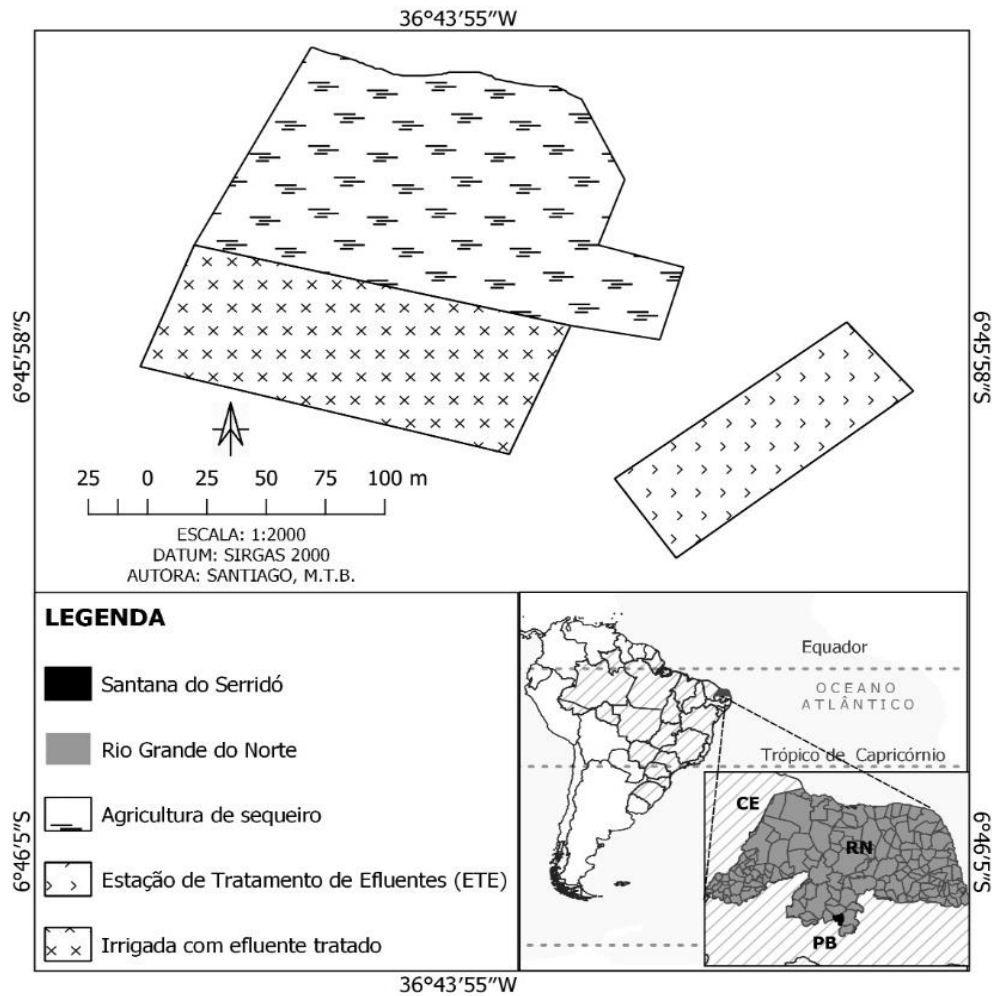 36°43′55″W
6°45′58″S
6°45′58″S
25 0 25 50 75 100 m
ESCALA: 1:2000
DATUM: SIRGAS 2000
AUTORA: SANTIAGO, M.T.B.
LEGENDA
Santana do Serridó
Rio Grande do Norte
Agricultura de sequeiro
Estação de Tratamento de Efluentes (ETE)
Irrigada com efluente tratado
Equador
OCEANO
ATLÂNTICO
Trópico de Capricórnio
CE
RN
PB
6°46′5″S
6°46′5″S
36°43′55″W